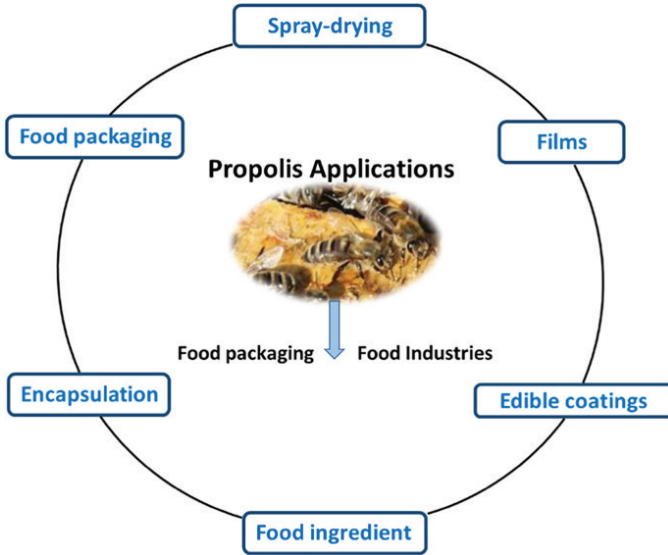 Spray-drying
Food packaging
Films
Propolis Applications
Food packaging
Food Industries
Encapsulation
Edible coatings
Food ingredient